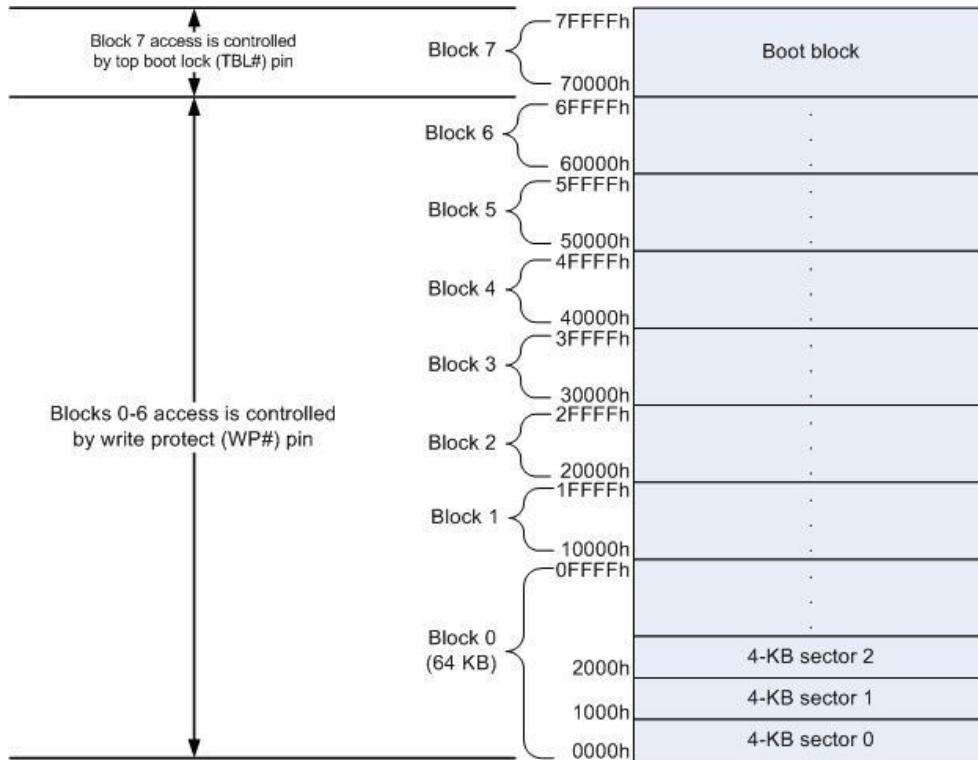 Block 7 access is controlled
by top boot lock (TBL#) pin
Block 7
7FFFFh
70000h
Boot block
Block 6
6FFFFh
60000h
Block 5
5FFFFh
50000h
Block 4
4FFFFh
40000h
Block 3
3FFFFh
30000h
Blocks 0-6 access is controlled
by write protect (WP#) pin
Block 2
2FFFFh
20000h
Block 1
1FFFFh
10000h
0FFFFh
Block 0
(64 KB)
2000h
4-KB sector 2
1000h
4-KB sector 1
0000h
4-KB sector 0